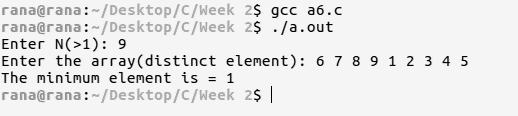 rana@rana:~/Desktop/C/Week 2$ gcc a6.c
rana@rana:~/Desktop/C/Week 2$ ./a.out
Enter N(>1): 9
Enter the array(distinct element): 6 7 8 9 1 2 3 4 5
The minimum element is = 1
rana@rana:~/Desktop/C/Week 2$